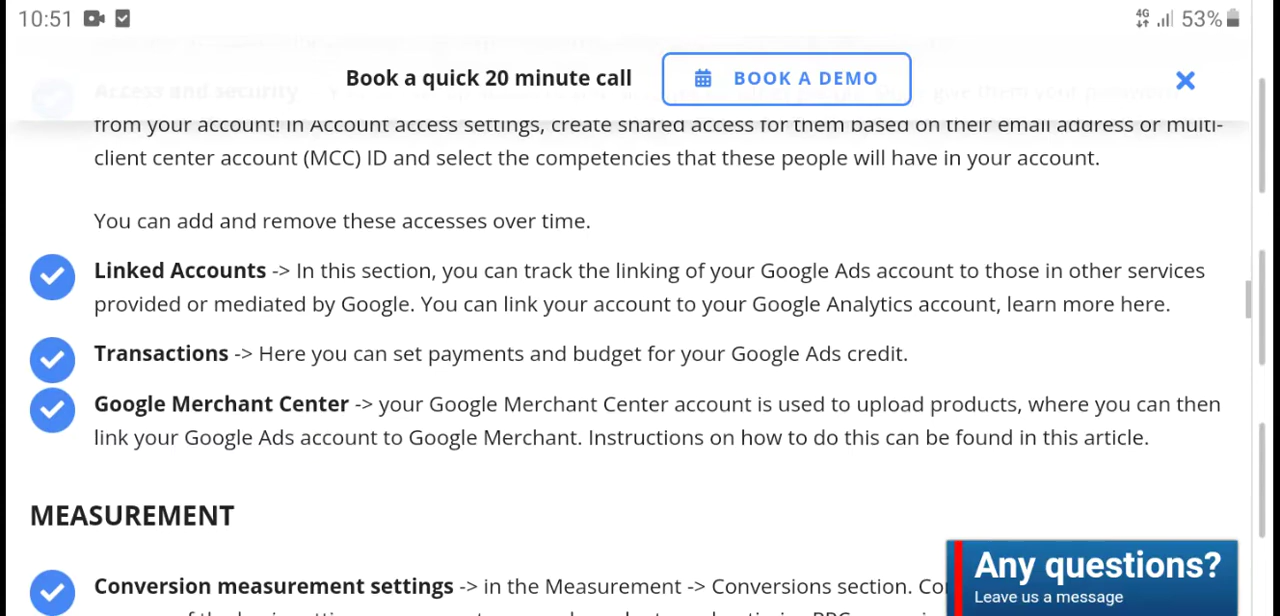 10:51
4G 53%
Book a quick 20 minute call BOOK A DEMO
Access and security
from your account! In Account access settings, create shared access for them based on their email address or multi-
client center account (MCC) ID and select the competencies that these people will have in your account.
You can add and remove these accesses over time.
Linked Accounts -> In this section, you can track the linking of your Google Ads account to those in other services
provided or mediated by Google. You can link your account to your Google Analytics account, learn more here.
Transactions -> Here you can set payments and budget for your Google Ads credit.
Google Merchant Center -> your Google Merchant Center account is used to upload products, where you can then
link your Google Ads account to Google Merchant. Instructions on how to do this can be found in this article.
MEASUREMENT
Conversion measurement settings -> in the Measurement -> Conversions section.
Any questions?
Leave us a message